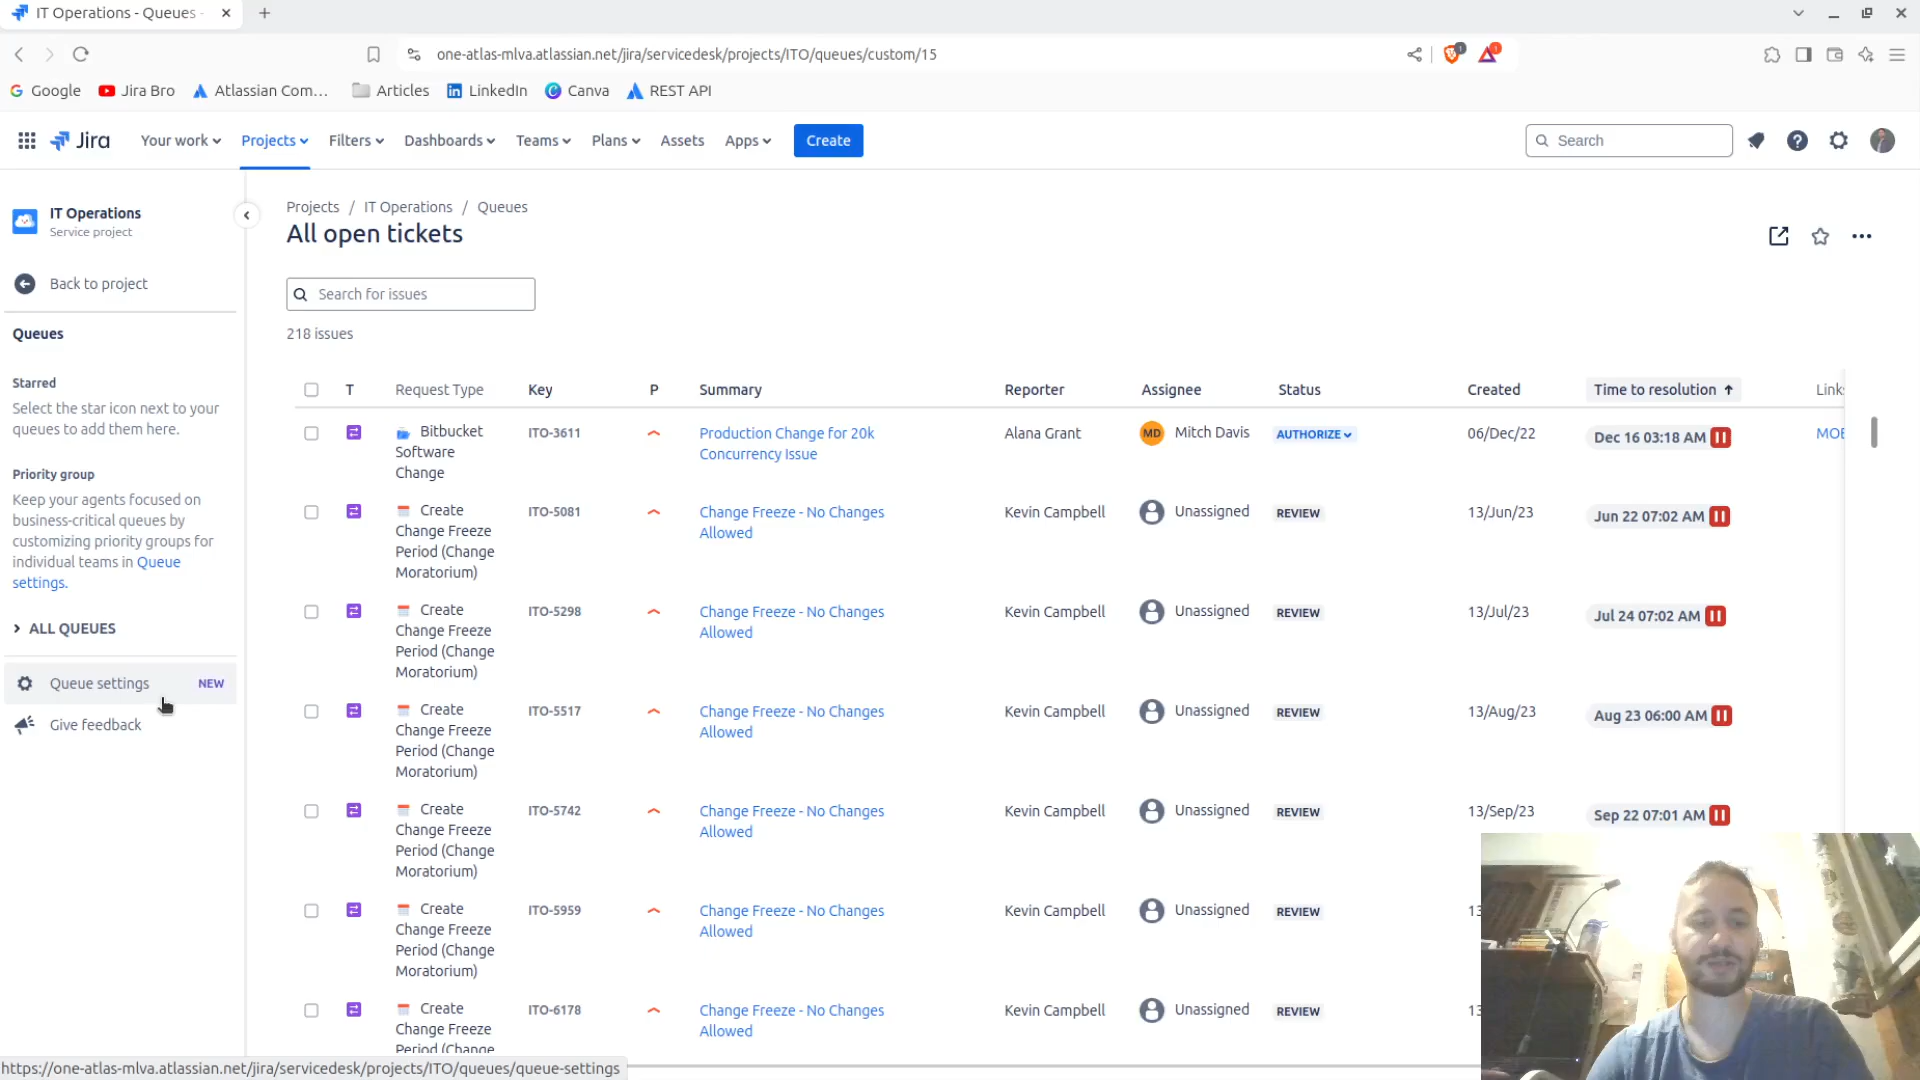 IT Operations - Queues -
one-atlas-mlva.atlassian.net/jira/servicedesk/projects/ITO/queues/custom/15
1
1
Google
Jira Bro
Atlassian Com...
Articles
LinkedIn
Canva
REST API
Jira
Your work
Projects
Filters
Dashboards
Teams
Plans
Assets
Apps
Create
Search
IT Operations
Service project
Back to project
Queues
Starred
Select the star icon next to your
queues to add them here.
Priority group
Keep your agents focused on
business-critical queues by
customizing priority groups for
individual teams in Queue
settings.
ALL QUEUES
Queue settings
NEW
Give feedback
Projects / IT Operations / Queues
All open tickets
Search for issues
218 issues
T Request Type Key P Summary Reporter Assignee Status Created Time to resolution Link
Bitbucket
Software
Change
ITO-3611
Production Change for 20k
Concurrency Issue
Alana Grant
MD Mitch Davis
AUTHORIZE
06/Dec/22
Dec 16 03:18 AM
MOE
Create
Change Freeze
Period (Change
Moratorium)
ITO-5081
Change Freeze - No Changes
Allowed
Kevin Campbell
Unassigned
REVIEW
13/Jun/23
Jun 22 07:02 AM
Create
Change Freeze
Period (Change
Moratorium)
ITO-5298
Change Freeze - No Changes
Allowed
Kevin Campbell
Unassigned
REVIEW
13/Jul/23
Jul 24 07:02 AM
Create
Change Freeze
Period (Change
Moratorium)
ITO-5517
Change Freeze - No Changes
Allowed
Kevin Campbell
Unassigned
REVIEW
13/Aug/23
Aug 23 06:00 AM
Create
Change Freeze
Period (Change
Moratorium)
ITO-5742
Change Freeze - No Changes
Allowed
Kevin Campbell
Unassigned
REVIEW
13/Sep/23
Sep 22 07:01 AM
Create
Change Freeze
Period (Change
Moratorium)
ITO-5959
Change Freeze - No Changes
Allowed
Kevin Campbell
Unassigned
REVIEW
13
Create
Change Freeze
Period (Change
ITO-6178
Change Freeze - No Changes
Allowed
Kevin Campbell
Unassigned
REVIEW
13
https://one-atlas-mlva.atlassian.net/jira/servicedesk/projects/ITO/queues/queue-settings